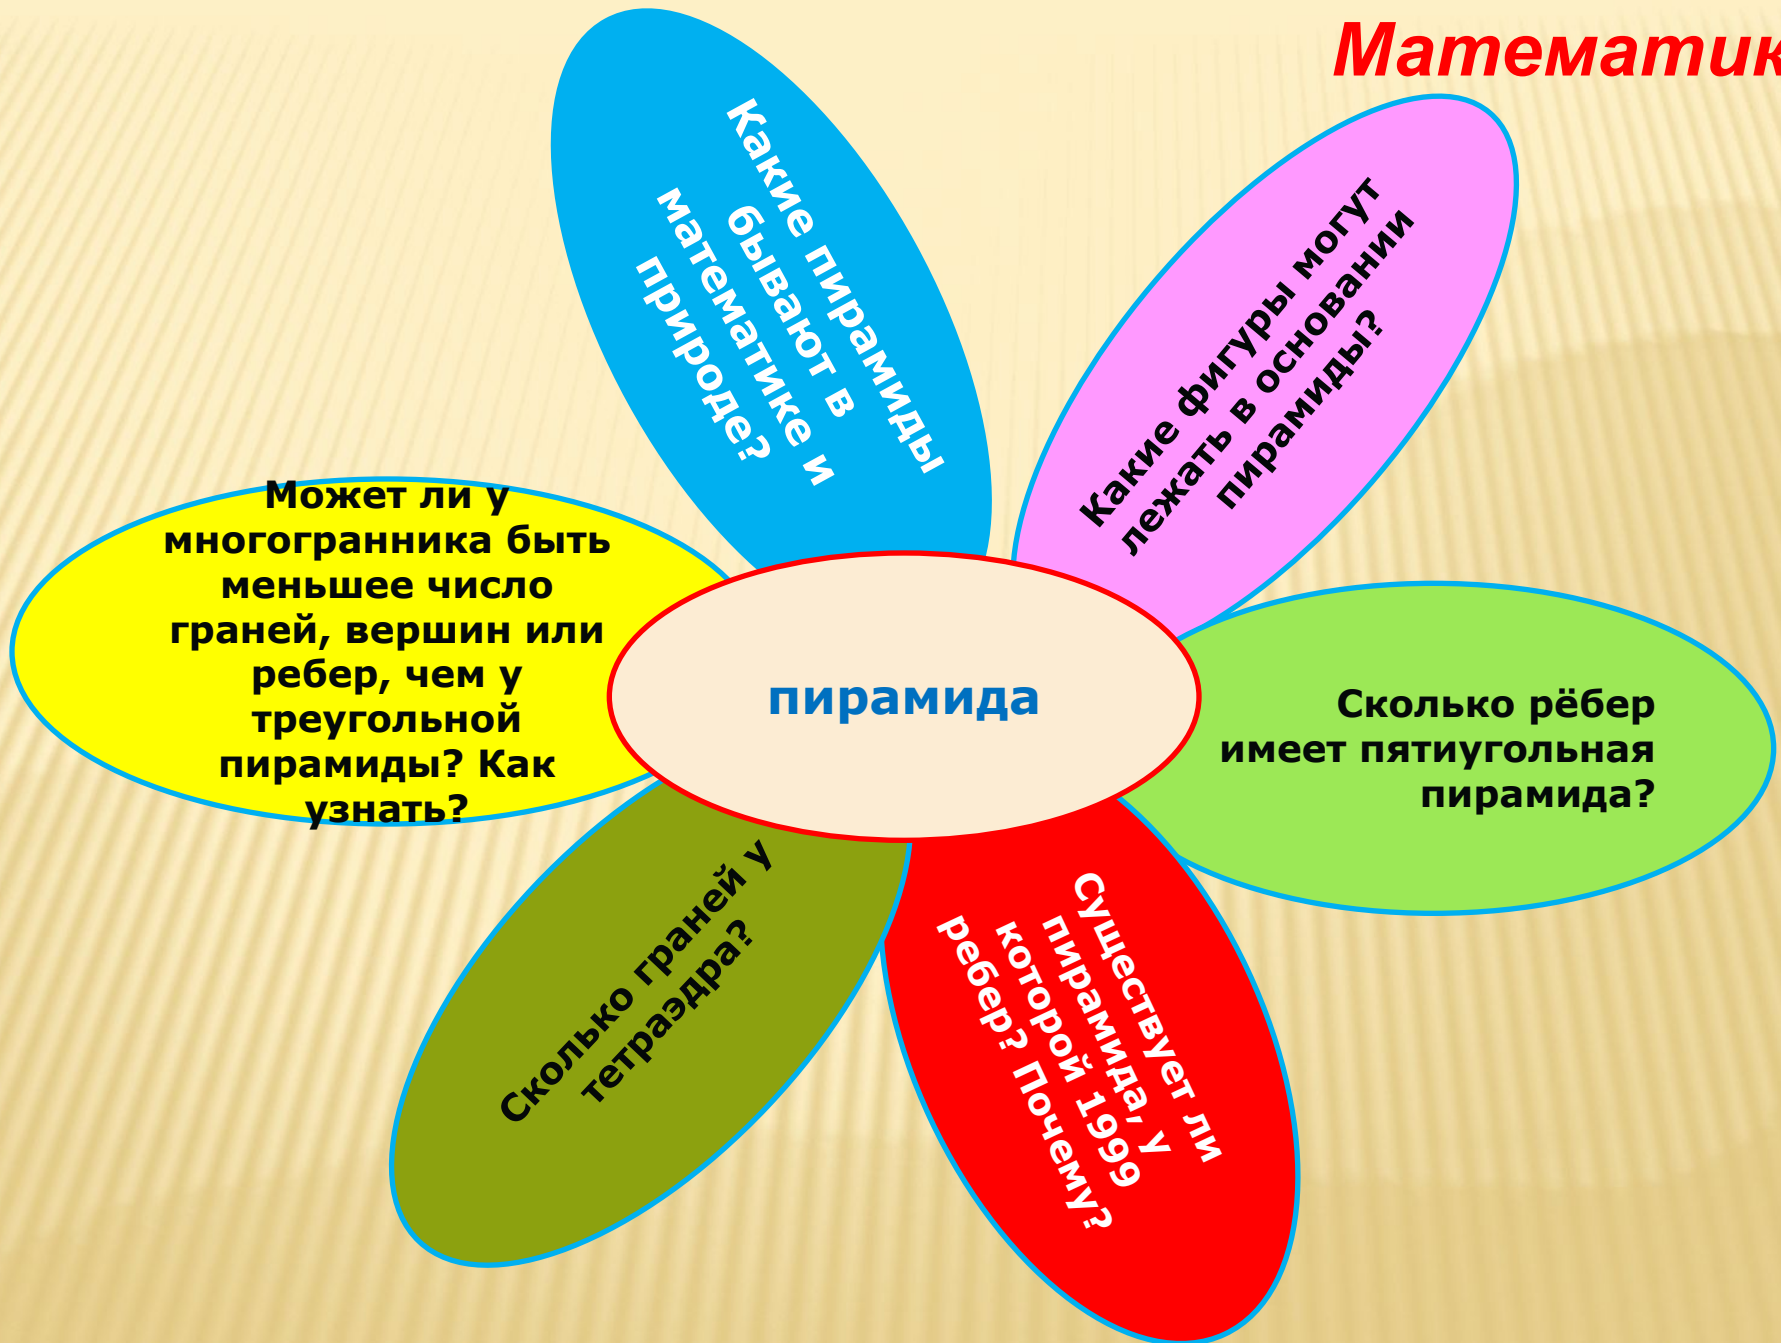 Математик
Какие пирамиды
бывают в
математике и
природе?
Какие фигуры могут
лежать в основании
пирамиды?
Может ли у
многогранника быть
меньшее число
граней, вершин или
ребер, чем у
треугольной
пирамиды? Как
узнать?
пирамида
Сколько рёбер
имеет пятиугольная
пирамида?
Сколько граней у
тетраэдра?
Существует ли
пирамида, у
которой 1999
ребер? Почему?